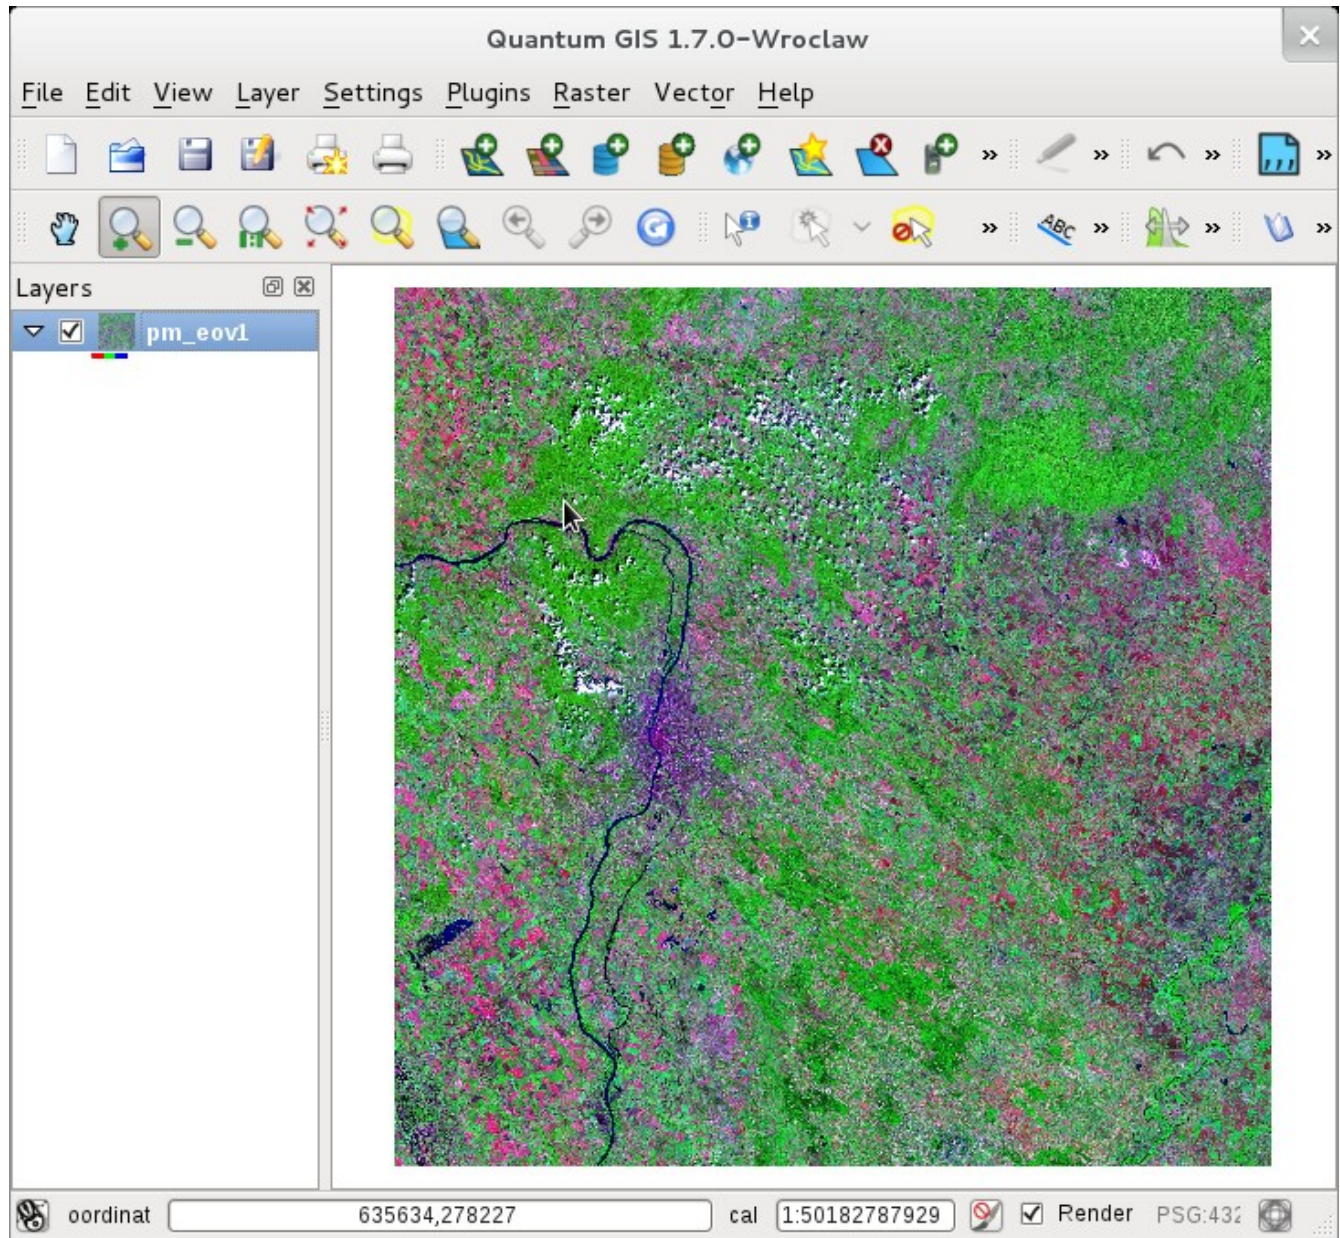 Quantum GIS 1.7.0-Wroclaw
File Edit View Layer Settings Plugins Raster Vector Help
ABC
Layers
pm_eov1
oordinat 635634,278227 cal 1:50182787929 Render PSG:432